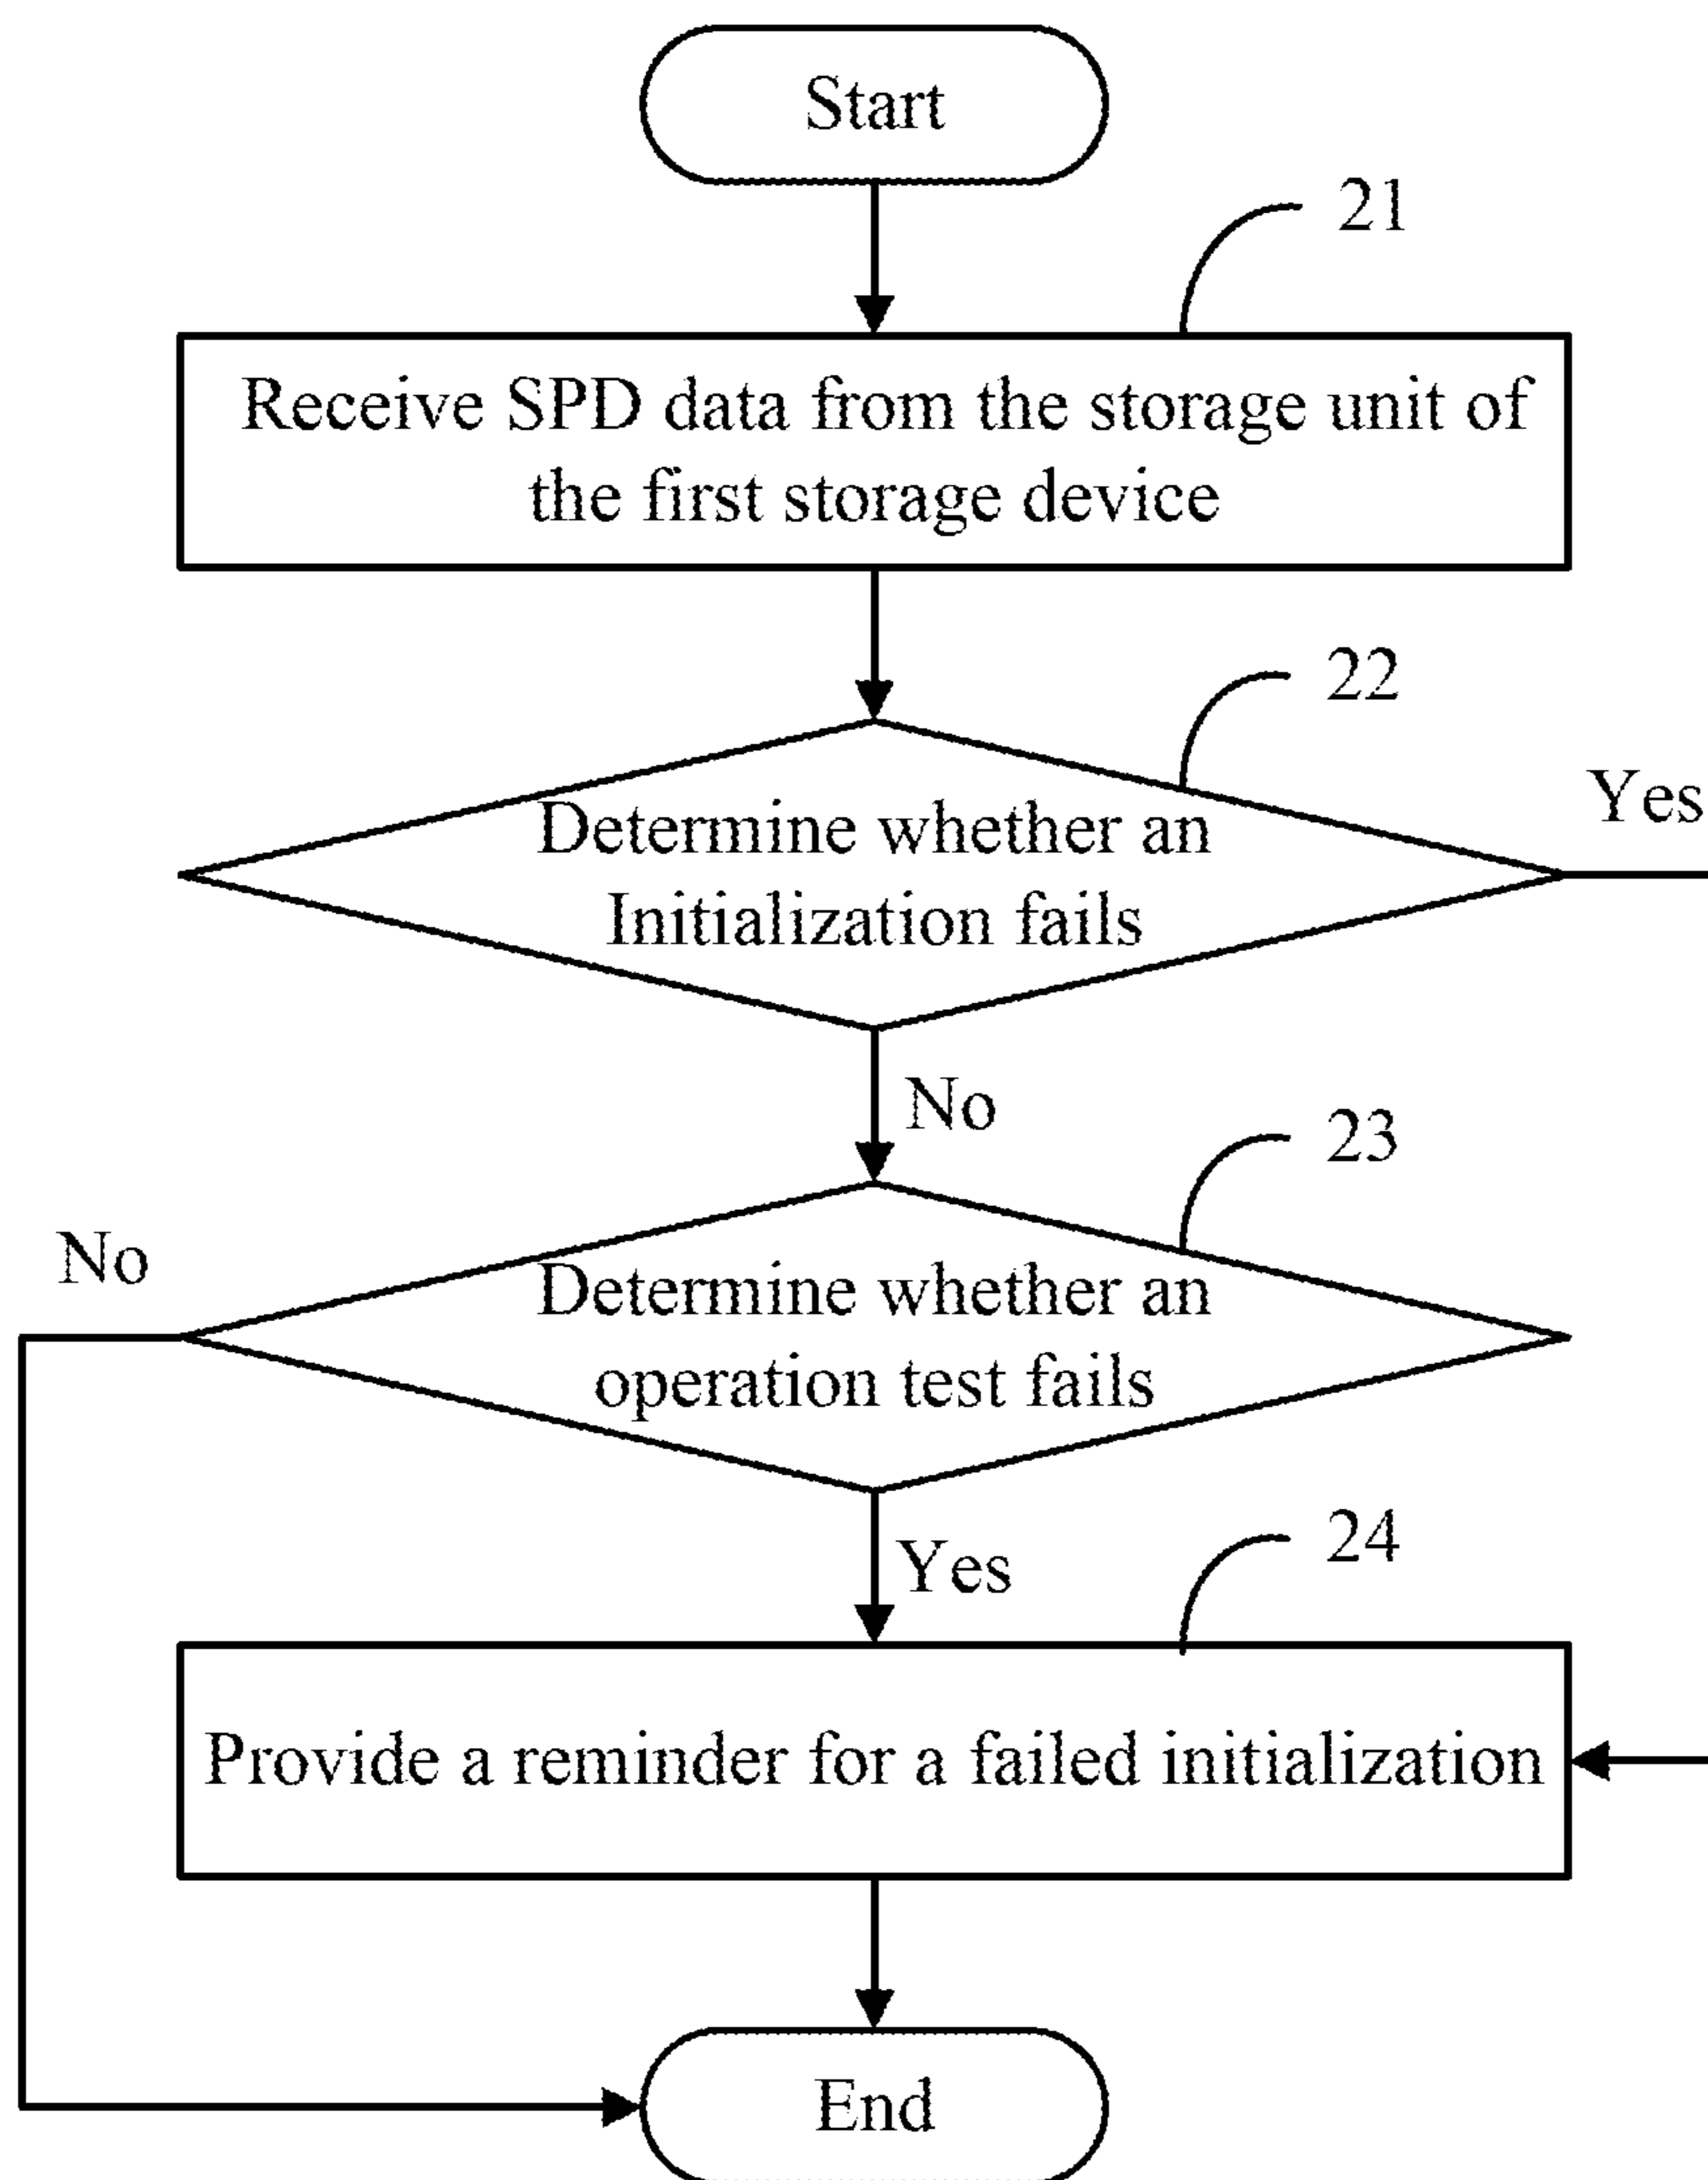 Start
21
Receive SPD data from the storage unit of
the first storage device
22
Yes
Determine whether an
Initialization fails
No
23
No
Determine whether an
operation test fails
Yes
24
Provide a reminder for a failed initialization
End